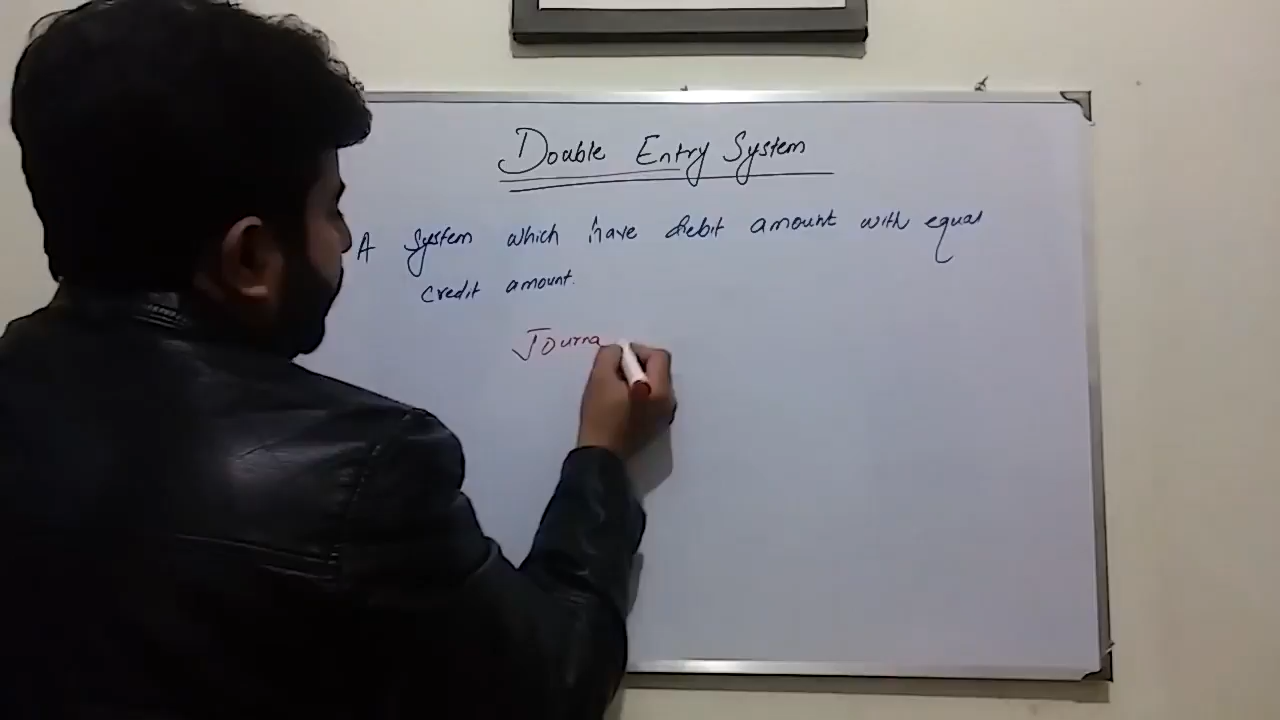 Double Entry System
A System which have debit amount with equal
credit amount.
Journa